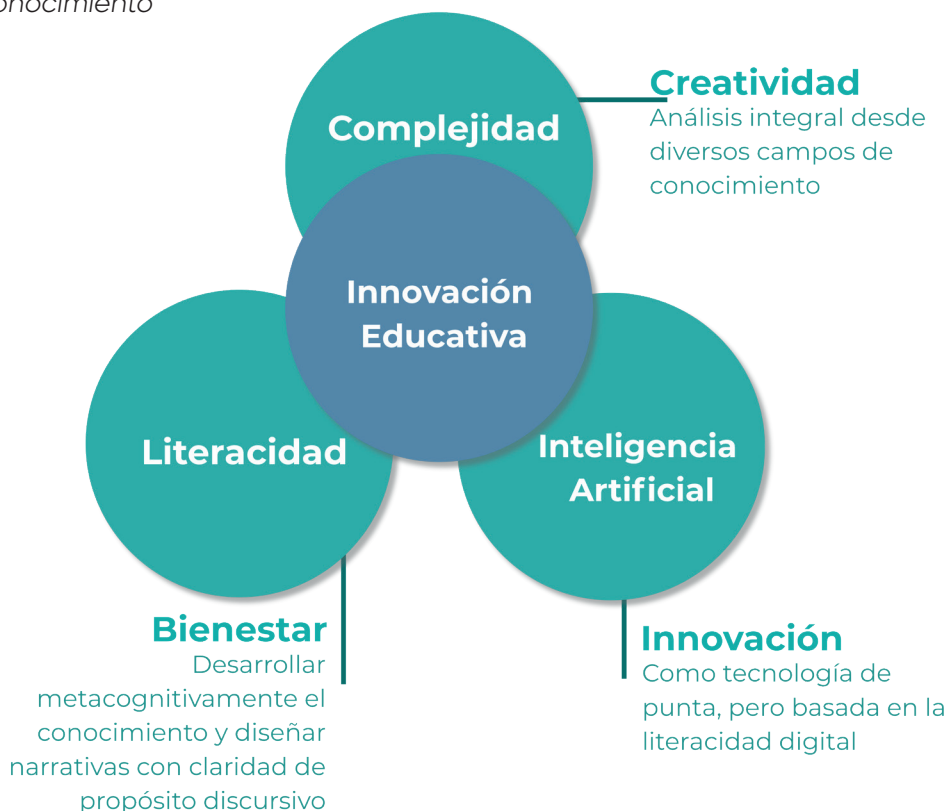 onocimiento
Complejidad
Creatividad
Análisis integral desde
diversos campos de
conocimiento
Innovación
Educativa
Literacidad
Inteligencia
Artificial
Bienestar
Desarrollar
metacognitivamente el
conocimiento y diseñar
narrativas con claridad de
propósito discursivo
Innovación
Como tecnología de
punta, pero basada en la
literacidad digital